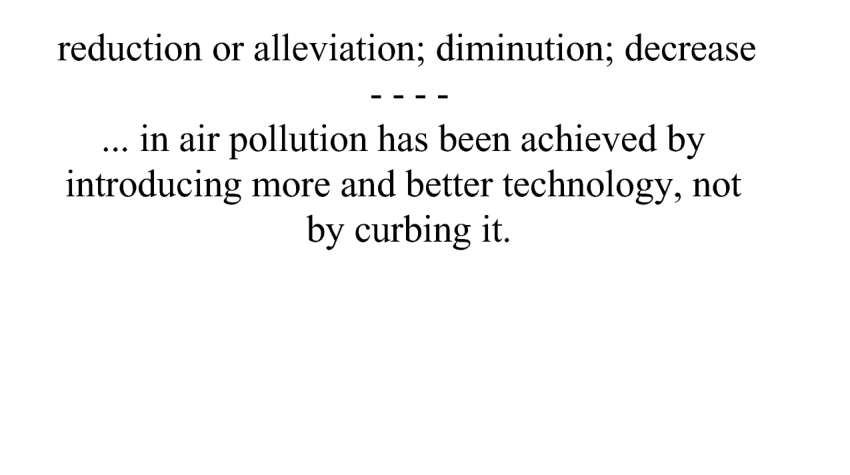 reduction or alleviation; diminution; decrease
- - - -
... in air pollution has been achieved by
introducing more and better technology, not
by curbing it.